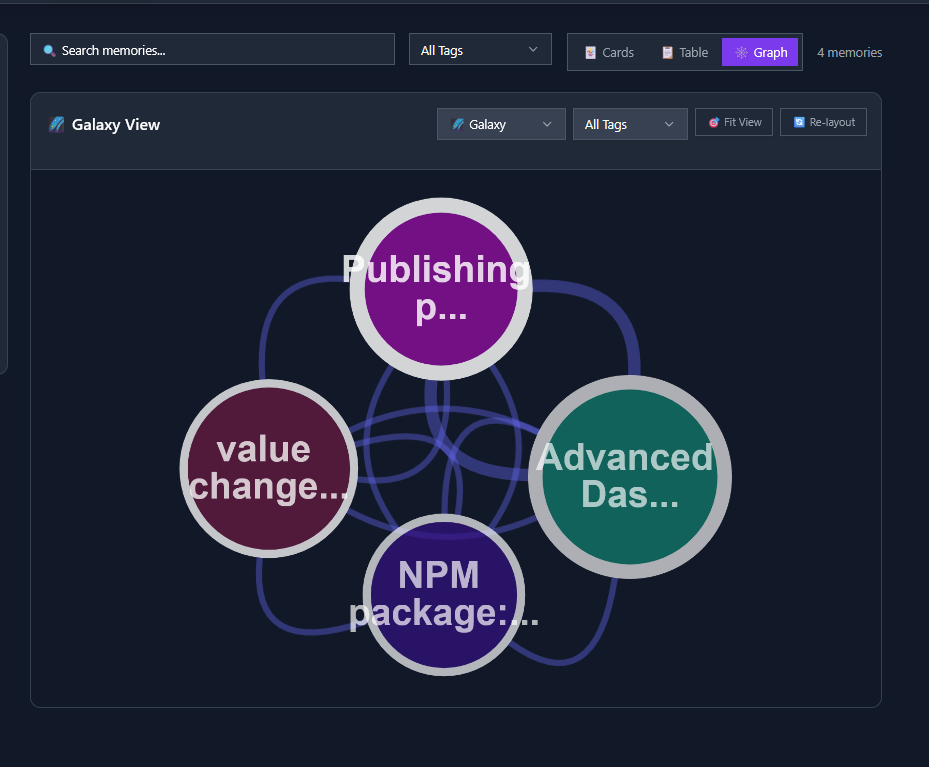 Search memories...
All Tags
Cards
Table
Graph
4 memories
Galaxy View
Galaxy
All Tags
Fit View
Re-layout
Publishing
p...
value
change...
Advanced
Das...
NPM
package:...